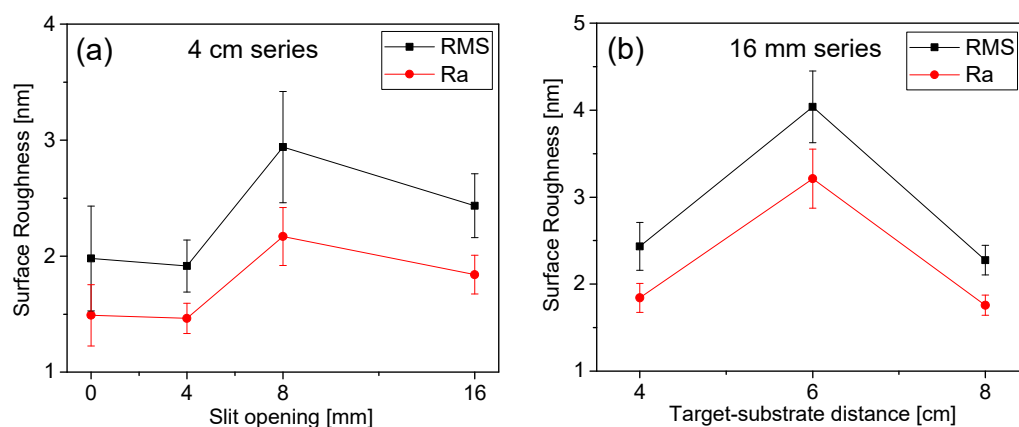 (a)
4 cm series
RMS
Ra
Surface Roughness [nm]
4
3
2
1
0
4
8
16
Slit opening [mm]
(b)
16 mm series
RMS
Ra
Surface Roughness [nm]
5
4
3
2
1
4
6
8
Target-substrate distance [cm]